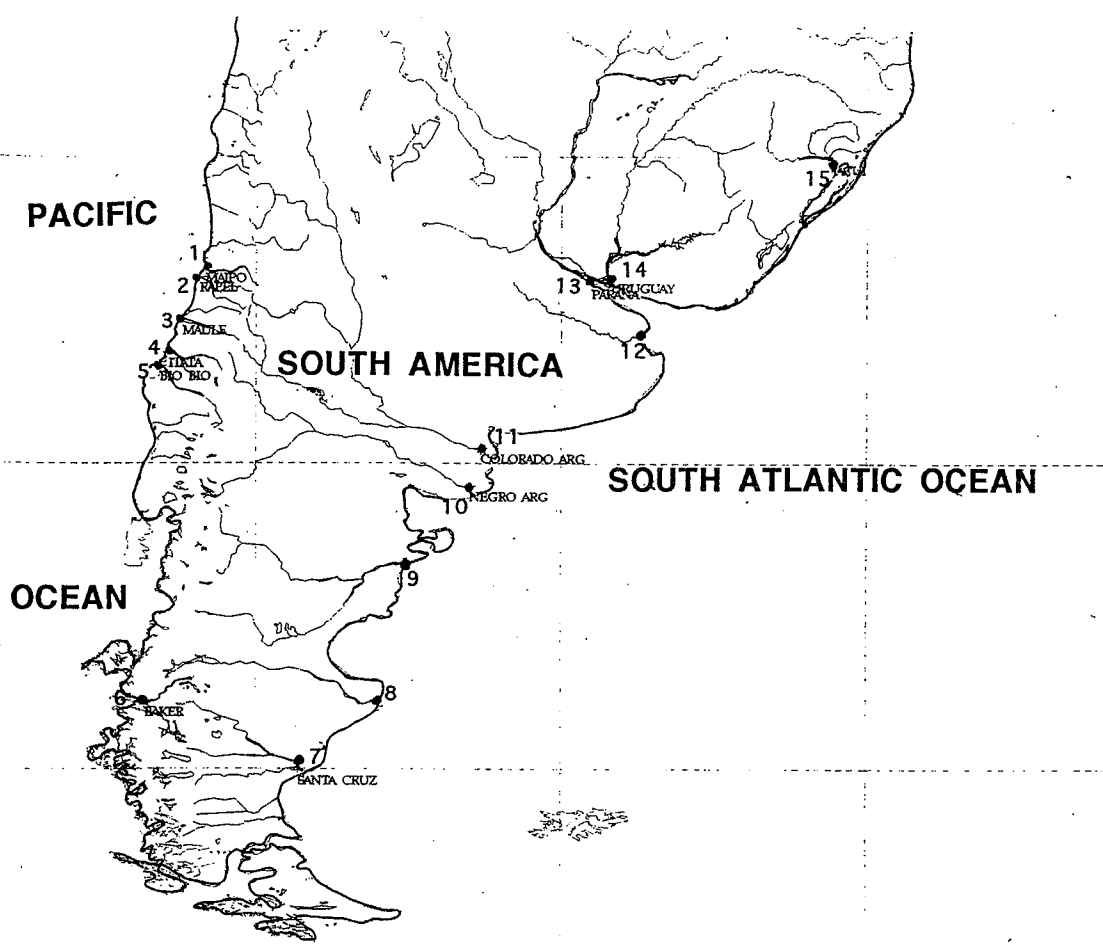 15
PACIFIC
1
MAIPO
2
RAPEL
14
URUGUAY
13
PARANA
3
MAULE
12
4
ITATA
SOUTH AMERICA
5
BIO BIO
11
COLORADO ARG
SOUTH ATLANTIC OCEAN
NEGRO ARG
10
9
OCEAN
8
6
BAKER
7
SANTA CRUZ